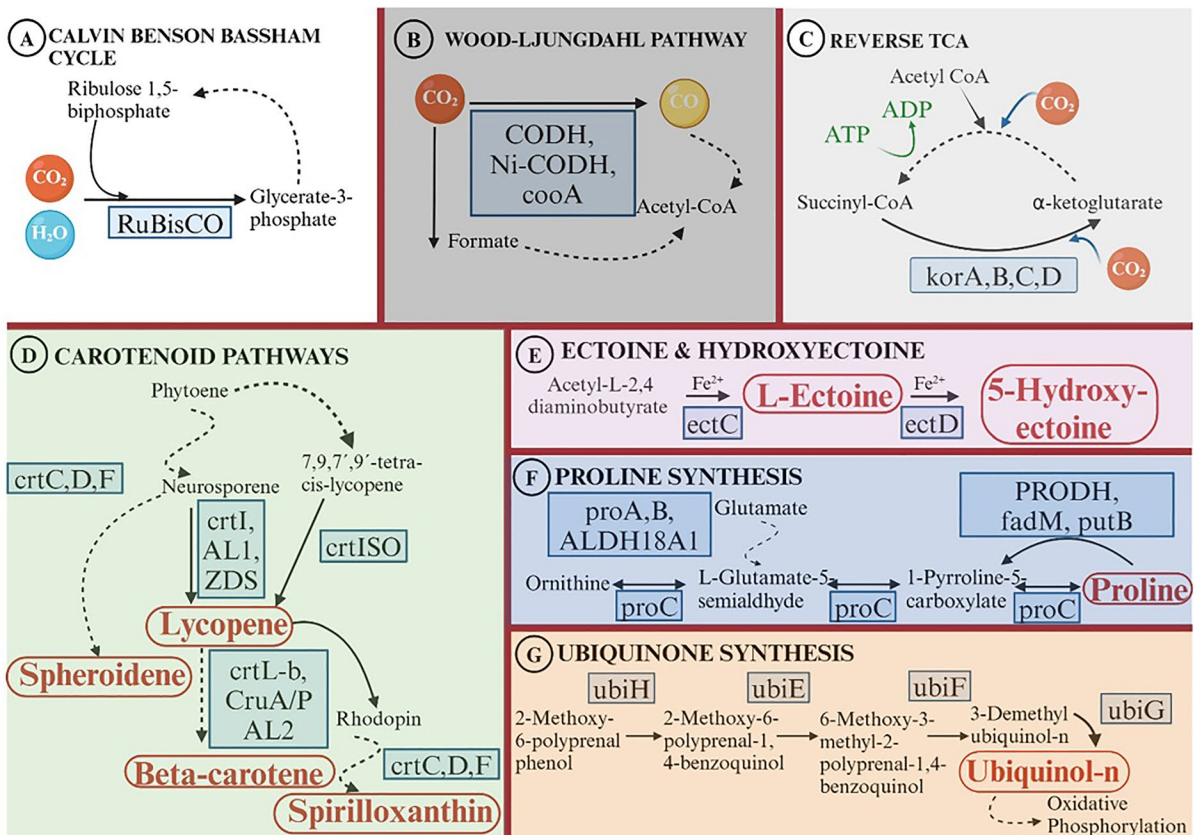 A CALVIN BENSON BASSHAM
CYCLE
Ribulose 1,5-
biphosphate
CO₂
H₂O
RuBisCO
Glycerate-3-
phosphate
B WOOD-LJUNGDAHL PATHWAY
CO₂
CO
CODH,
Ni-CODH,
cooA
Acetyl-CoA
Formate
C REVERSE TCA
Acetyl CoA
CO₂
ADP
ATP
Succinyl-CoA
α-ketoglutarate
korA,B,C,D
CO₂
D CAROTENOID PATHWAYS
Phytoene
7,9,7´,9´-tetra-
cis-lycopene
crtC,D,F
Neurosporene
crtI,
AL1,
ZDS
crtISO
Lycopene
Spheroidene
crtL-b,
CruA/P
AL2
Rhodopin
crtC,D,F
Beta-carotene
Spirilloxanthin
E ECTOINE & HYDROXYECTOINE
Acetyl-L-2,4
diaminobutyrate
Fe²⁺
ectC
L-Ectoine
Fe²⁺
ectD
5-Hydroxy-
ectoine
F PROLINE SYNTHESIS
proA,B,
ALDH18A1
Glutamate
PRODH,
fadM, putB
Ornithine
proC
L-Glutamate-5-
semialdhyde
proC
1-Pyrroline-5-
carboxylate
proC
Proline
G UBIQUINONE SYNTHESIS
ubiH
ubiE
ubiF
ubiG
2-Methoxy-
6-polyprenal
phenol
2-Methoxy-6-
polyprenal-1,
4-benzoquinol
6-Methoxy-3-
methyl-2-
polyprenal-1,4-
benzoquinol
3-Demethyl
ubiquinol-n
Ubiquinol-n
Oxidative
Phosphorylation